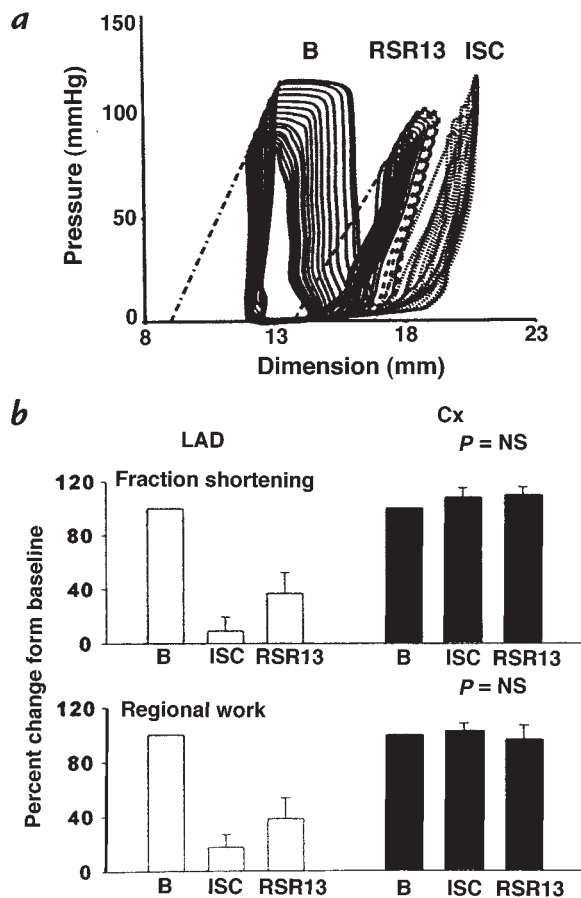 a
150
100
50
0
Pressure (mmHg)
B RSR13 ISC
8 13 18 23
Dimension (mm)
b
LAD
Cx
P = NS
Fraction shortening
120
80
40
0
B ISC RSR13 B ISC RSR13
P = NS
Regional work
120
80
40
0
B ISC RSR13 B ISC RSR13
Percent change form baseline